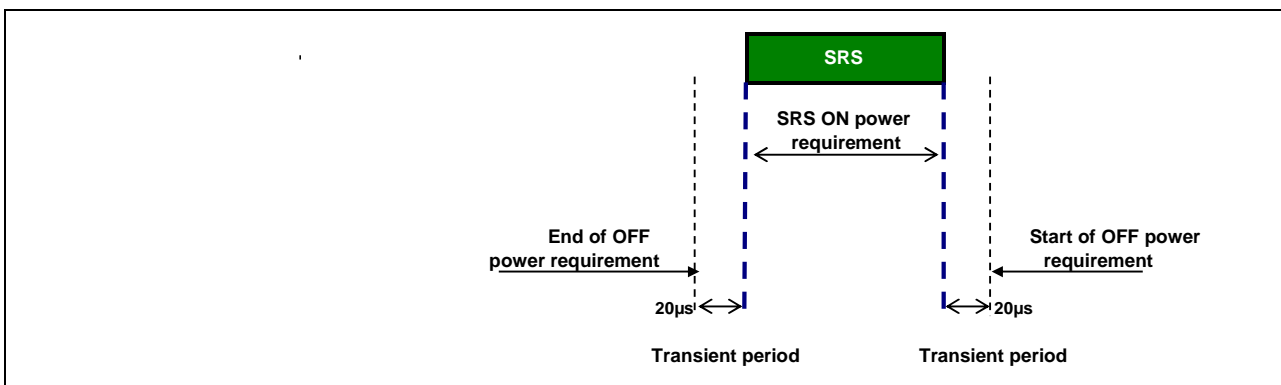 SRS
SRS ON power
requirement
End of OFF
power requirement
Start of OFF power
requirement
20µs
20µs
Transient period
Transient period